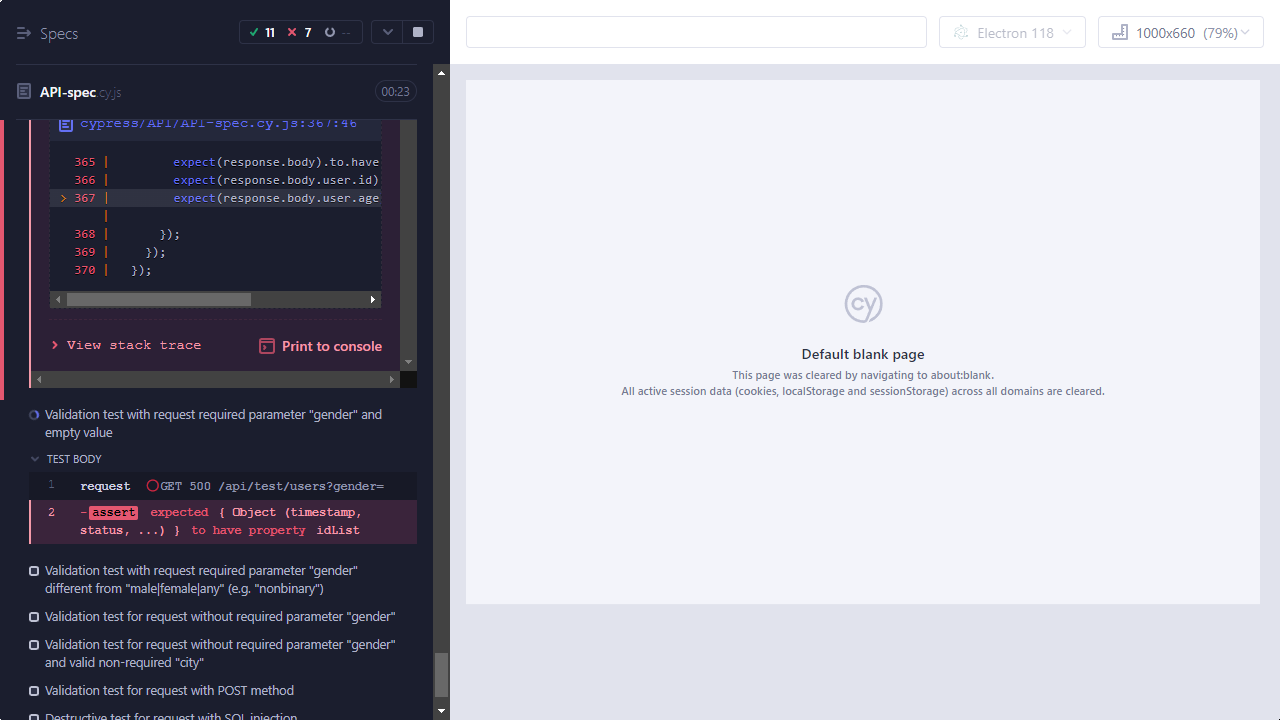 Specs
11 7 --
Electron 118
1000x660 (79%)
API-spec.cy.js
00:23
cypress/API/API-spec.cy.js:367:46
365 | expect(response.body).to.have
366 | expect(response.body.user.id)
> 367 | expect(response.body.user.age
|
368 | });
369 | });
370 | });
View stack trace
Print to console
Validation test with request required parameter "gender" and
empty value
TEST BODY
1 request GET 500 /api/test/users?gender=
2 -assert expected { Object (timestamp,
status, ...) } to have property idList
Validation test with request required parameter "gender"
different from "male|female|any" (e.g. "nonbinary")
Validation test for request without required parameter "gender"
Validation test for request without required parameter "gender"
and valid non-required "city"
Validation test for request with POST method
Destructive test for request with SQL injection
cy
Default blank page
This page was cleared by navigating to about:blank.
All active session data (cookies, localStorage and sessionStorage) across all domains are cleared.